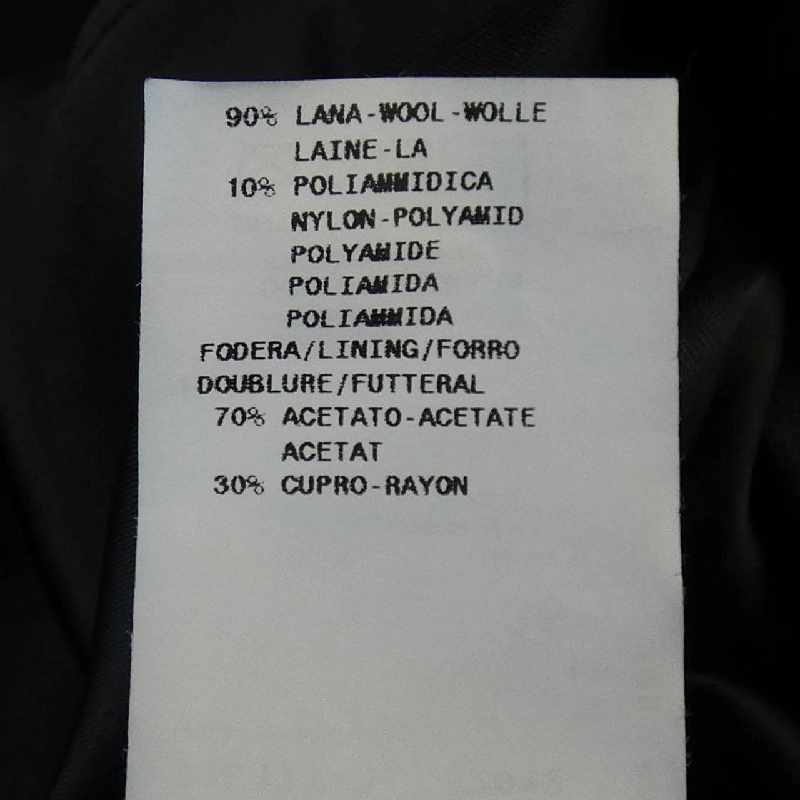 90% LANA-WOOL-WOLLE
LAINE-LA
10% POLIAMMIDICA
NYLON-POLYAMID
POLYAMIDE
POLIAMIDA
POLIAMMIDA
FODERA/LINING/FORRO
DOUBLURE/FUTTERAL
70% ACETATO-ACETATE
ACETAT
30% CUPRO-RAYON